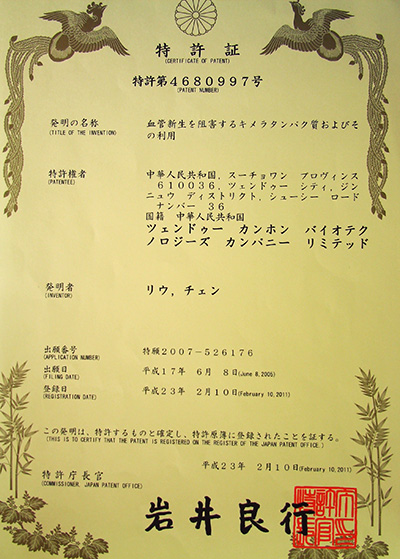 特許証
(CERTIFICATE OF PATENT)
特許第4680997号
(PATENT NUMBER)
発明の名称
(TITLE OF THE INVENTION)
血管新生を阻害するキメラタンパク質およびそ
の利用
特許権者
(PATENTEE)
中華人民共和国，スーチョワン　プロヴィンス
６１００３６，ツェンドゥー　シティ，ジン
ニュウ　ディストリクト，シューシー　ロード
ナンバー　３６
国籍　中華人民共和国
ツェンドゥー　カンホン　バイオテク
ノロジーズ　カンパニー　リミテッド
発明者
(INVENTOR)
リウ，チェン
出願番号
(APPLICATION NUMBER)
特願2007-526176
出願日
(FILING DATE)
平成17年　6月　8日(June 8,2005)
登録日
(REGISTRATION DATE)
平成23年　2月10日(February 10,2011)
この発明は，特許するものと確定し，特許原簿に登録されたことを証する。
(THIS IS TO CERTIFY THAT THE PATENT IS REGISTERED ON THE REGISTER OF THE JAPAN PATENT OFFICE.)
平成23年　2月10日(February 10,2011)
特許庁長官
(COMMISSIONER, JAPAN PATENT OFFICE)
岩井良行